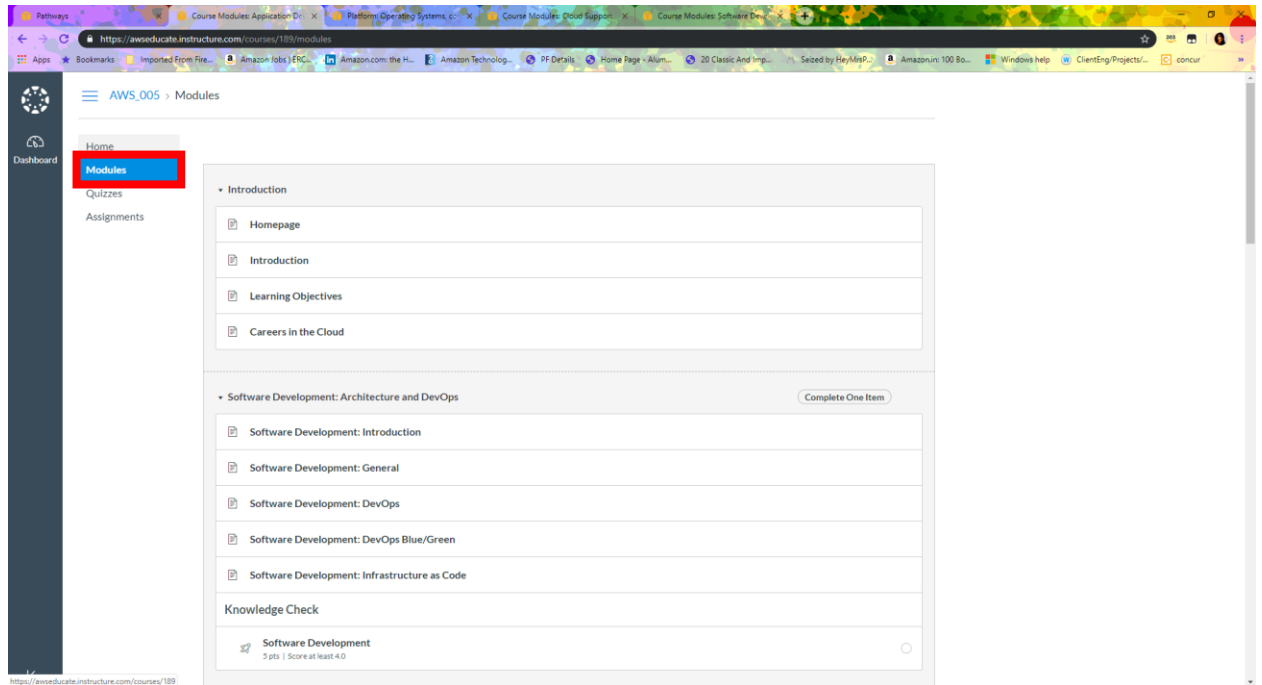 Pathways
Course Modules: Application De
Platform: Operating Systems, c
Course Modules: Cloud Support
Course Modules: Software Deve
https://awseducate.instructure.com/courses/189/modules
Apps Bookmarks Imported From Fire... Amazon Jobs | ERC... Amazon.com: the H... Amazon Technolog... PF Details Home Page - Alum... 20 Classic And Imp... Seized by HeyMrsP... Amazon.in: 100 Bo... Windows help ClientEng/Projects/... concur
AWS_005 › Modules
Dashboard
Home
Modules
Quizzes
Assignments
Introduction
Homepage
Introduction
Learning Objectives
Careers in the Cloud
Software Development: Architecture and DevOps
Complete One Item
Software Development: Introduction
Software Development: General
Software Development: DevOps
Software Development: DevOps Blue/Green
Software Development: Infrastructure as Code
Knowledge Check
Software Development
5 pts | Score at least 4.0
https://awseducate.instructure.com/courses/189